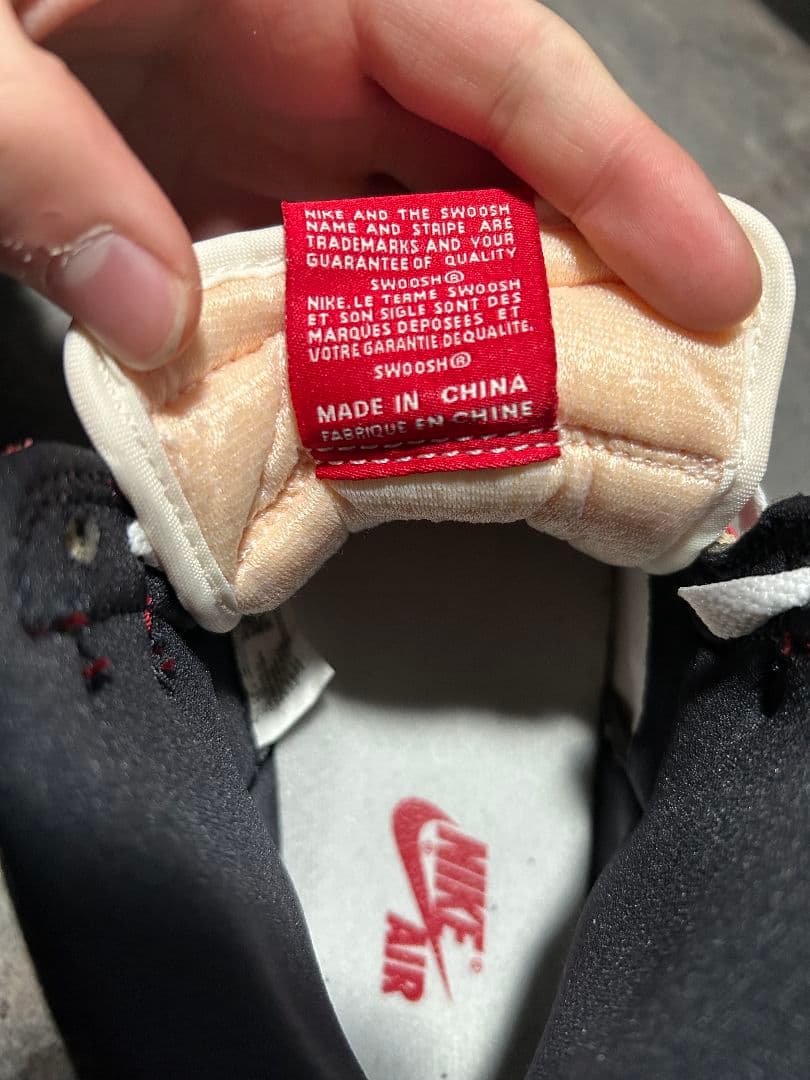 NIKE AND THE SWOOSH
NAME AND STRIPE ARE
TRADEMARKS AND YOUR
GUARANTEE OF QUALITY
SWOOSH®
NIKE.LE TERME SWOOSH
ET SON SIGLE SONT DES
MARQUES DEPOSEES ET
VOTRE GARANTIE DEQUALITE.
SWOOSH®
MADE IN CHINA
FABRIQUE EN CHINE
NIKE®
AIR